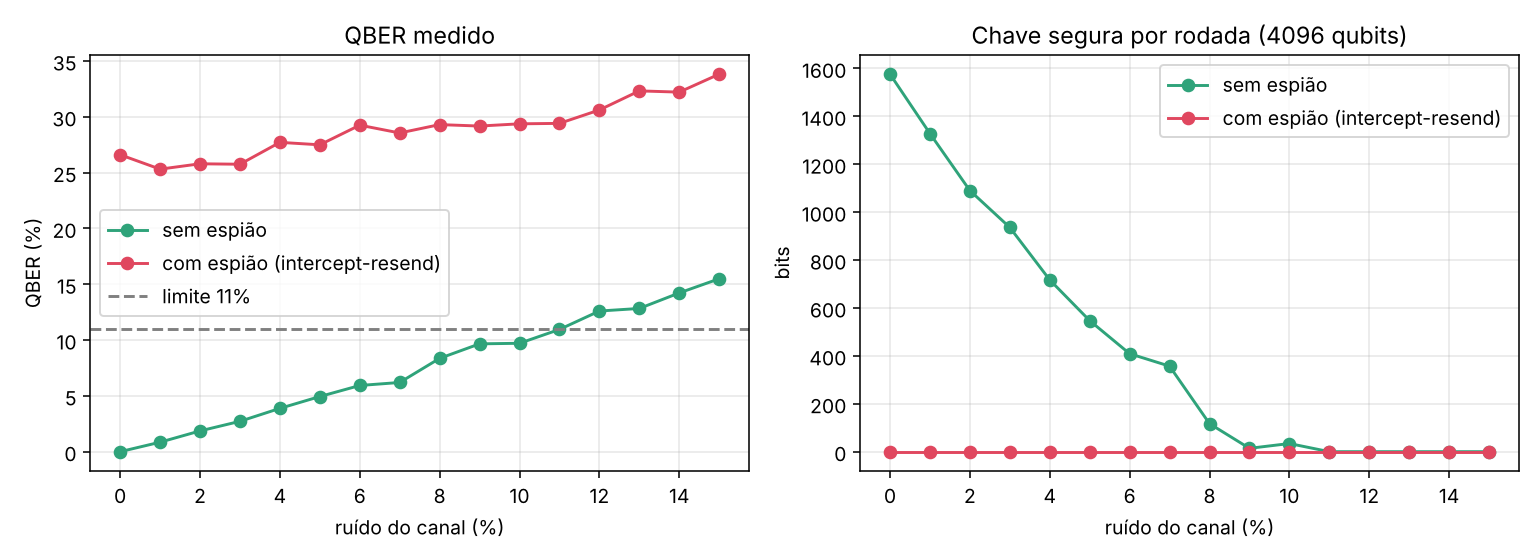 QBER medido
QBER (%)
35
30
25
20
15
10
5
0
sem espião
com espião (intercept-resend)
limite 11%
0 2 4 6 8 10 12 14
ruído do canal (%)
Chave segura por rodada (4096 qubits)
bits
1600
1400
1200
1000
800
600
400
200
0
sem espião
com espião (intercept-resend)
0 2 4 6 8 10 12 14
ruído do canal (%)